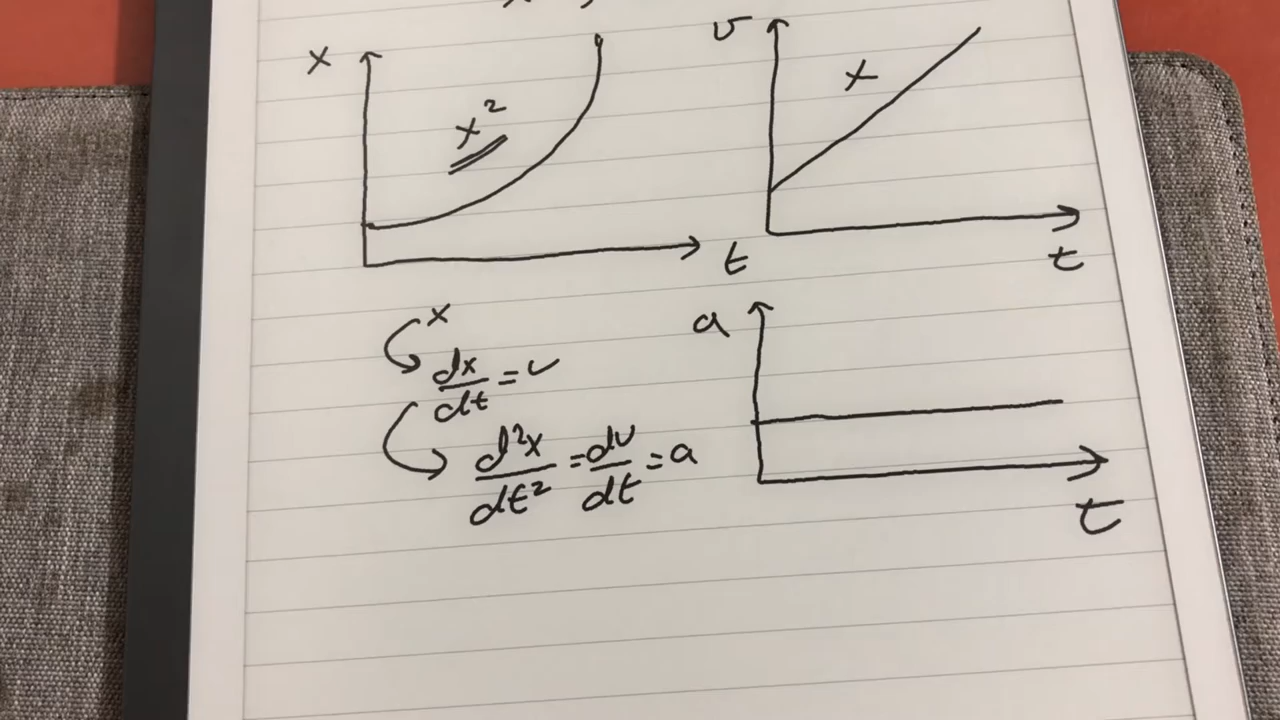 x
x²
t
v
x
t
x
dx/dt = v
d²x/dt² = dv/dt = a
a
t